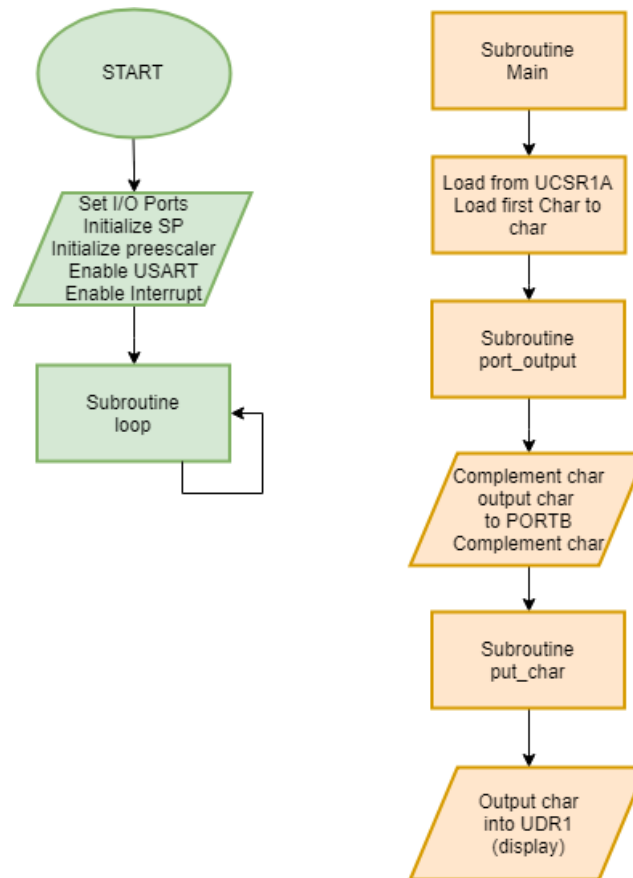 START
Set I/O Ports
Initialize SP
Initialize preescaler
Enable USART
Enable Interrupt
Subroutine
loop
Subroutine
Main
Load from UCSR1A
Load first Char to
char
Subroutine
port_output
Complement char
output char
to PORTB
Complement char
Subroutine
put_char
Output char
into UDR1
(display)